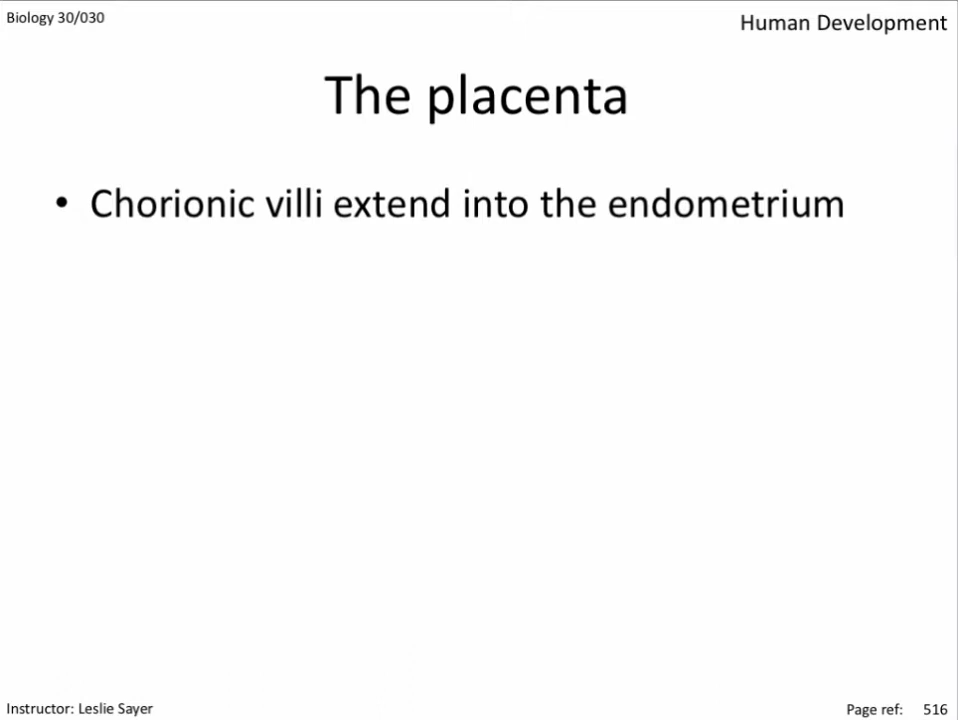 Biology 30/030
Human Development
The placenta
• Chorionic villi extend into the endometrium
Instructor: Leslie Sayer
Page ref: 516